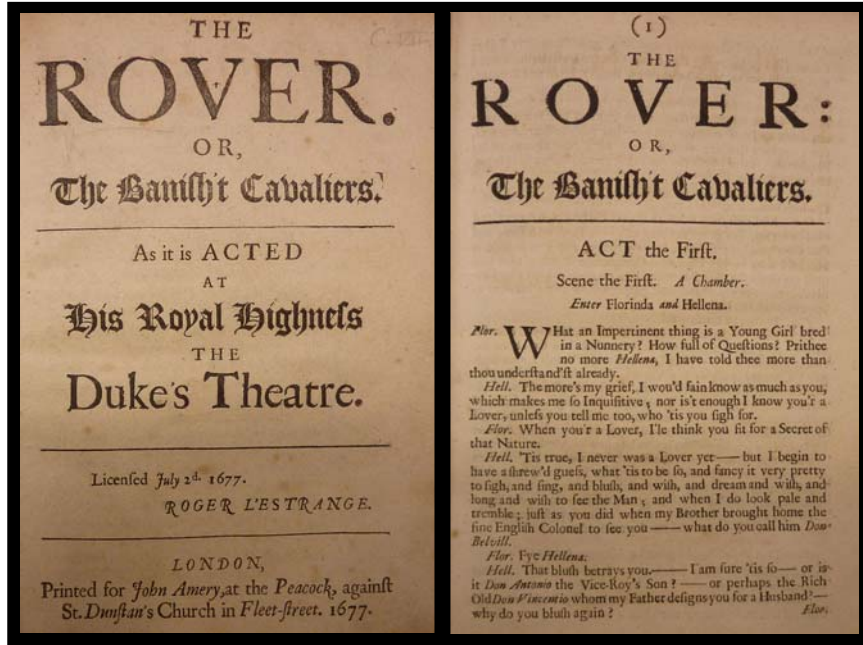 THE
ROVER.
OR,
The Baniſh't Cavaliers.
As it is ACTED
AT
His Royal Highneſs
THE
Duke's Theatre.
Licenſed July 2d. 1677.
ROGER L'ESTRANGE.
LONDON,
Printed for John Amery, at the Peacock, againſt
St. Dunſtan's Church in Fleet-ſtreet. 1677.
(1)
THE
ROVER:
OR,
The Baniſh't Cavaliers.
ACT the Firſt.
Scene the Firſt. A Chamber.
Enter Florinda and Hellena.
Flor. WHat an Impertinent thing is a Young Girl bred
in a Nunnery? How full of Queſtions? Prithee
no more Hellena, I have told thee more than
thou underſtand'ſt already.
Hell. The more's my grief, I wou'd fain know as much as you,
which makes me ſo Inquiſitive; nor is't enough I know you'r a
Lover, unleſs you tell me too, who 'tis you ſigh for.
Flor. When you'r a Lover, I'le think you fit for a Secret of
that Nature.
Hell. 'Tis true, I never was a Lover yet—— but I begin to
have a ſhrew'd gueſs, what 'tis to be ſo, and fancy it very pretty
to ſigh, and ſing, and bluſh, and wiſh, and dream and wiſh, and
long and wiſh to ſee the Man; and when I do look pale and
tremble; juſt as you did when my Brother brought home the
fine Engliſh Colonel to ſee you —— what do you call him Don
Belvill.
Flor. Fye Hellena.
Hell. That bluſh betrays you.—— I am ſure 'tis ſo—— or is
it Don Antonio the Vice-Roy's Son? —— or perhaps the Rich
Old Don Vincentio whom my Father deſigns you for a Husband?—
why do you bluſh again?
Flor.